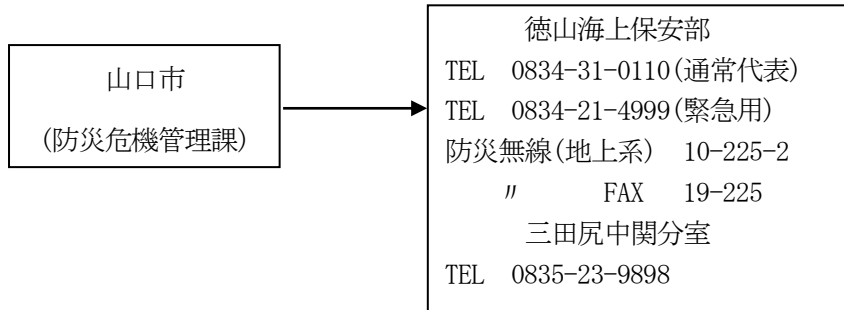 山口市
(防災危機管理課)
徳山海上保安部
TEL 0834-31-0110(通常代表)
TEL 0834-21-4999(緊急用)
防災無線(地上系) 10-225-2
〃 FAX 19-225
三田尻中関分室
TEL 0835-23-9898